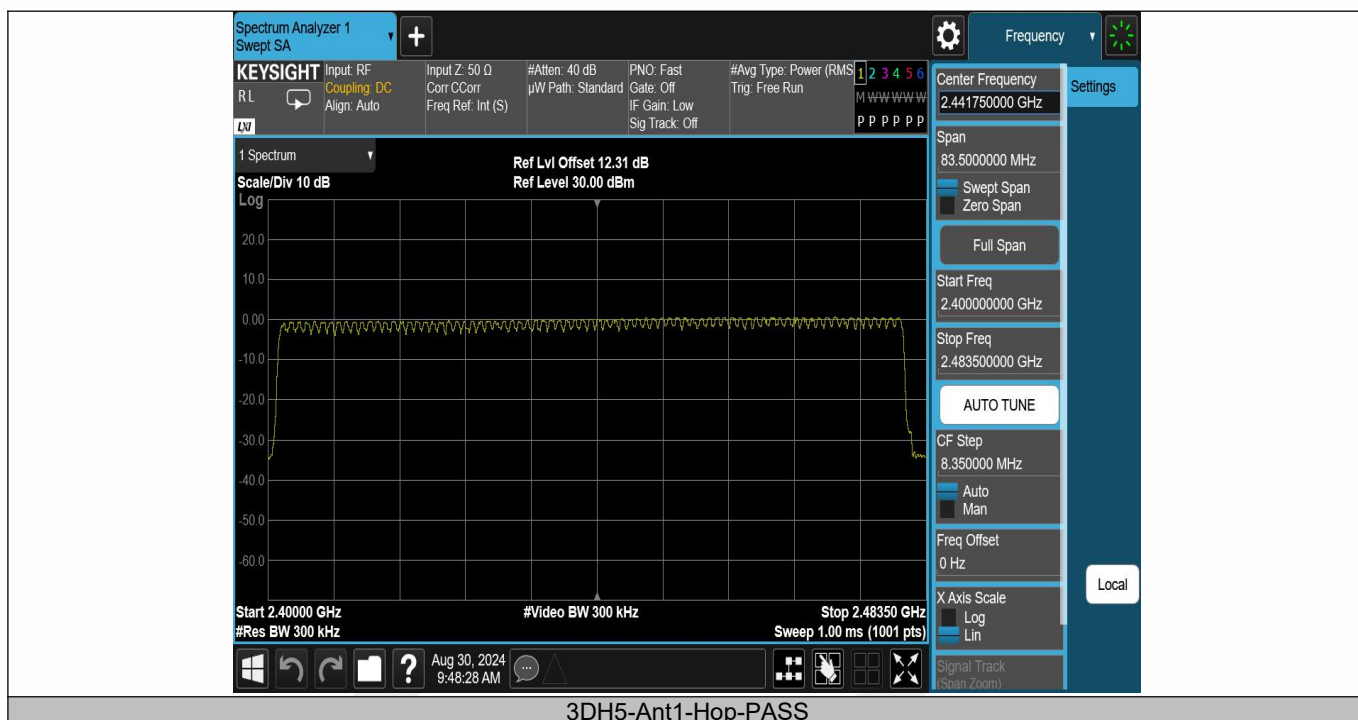 Spectrum Analyzer 1
Swept SA
Frequency
KEYSIGHT
R L
LXI
Input: RF
Coupling: DC
Align: Auto
Input Z: 50 Ω
Corr CCorr
Freq Ref: Int (S)
#Atten: 40 dB
µW Path: Standard
PNO: Fast
Gate: Off
IF Gain: Low
Sig Track: Off
#Avg Type: Power (RMS
Trig: Free Run
1 2 3 4 5 6
M W W W W W
P P P P P P
Center Frequency
2.441750000 GHz
Settings
Span
83.5000000 MHz
Swept Span
Zero Span
Full Span
Start Freq
2.400000000 GHz
Stop Freq
2.483500000 GHz
AUTO TUNE
CF Step
8.350000 MHz
Auto
Man
Freq Offset
0 Hz
X Axis Scale
Log
Lin
Signal Track
(Span Zoom)
Local
1 Spectrum
Scale/Div 10 dB
Log
Ref Lvl Offset 12.31 dB
Ref Level 30.00 dBm
20.0
10.0
0.00
-10.0
-20.0
-30.0
-40.0
-50.0
-60.0
Start 2.40000 GHz
#Res BW 300 kHz
#Video BW 300 kHz
Stop 2.48350 GHz
Sweep 1.00 ms (1001 pts)
Aug 30, 2024
9:48:28 AM
3DH5-Ant1-Hop-PASS